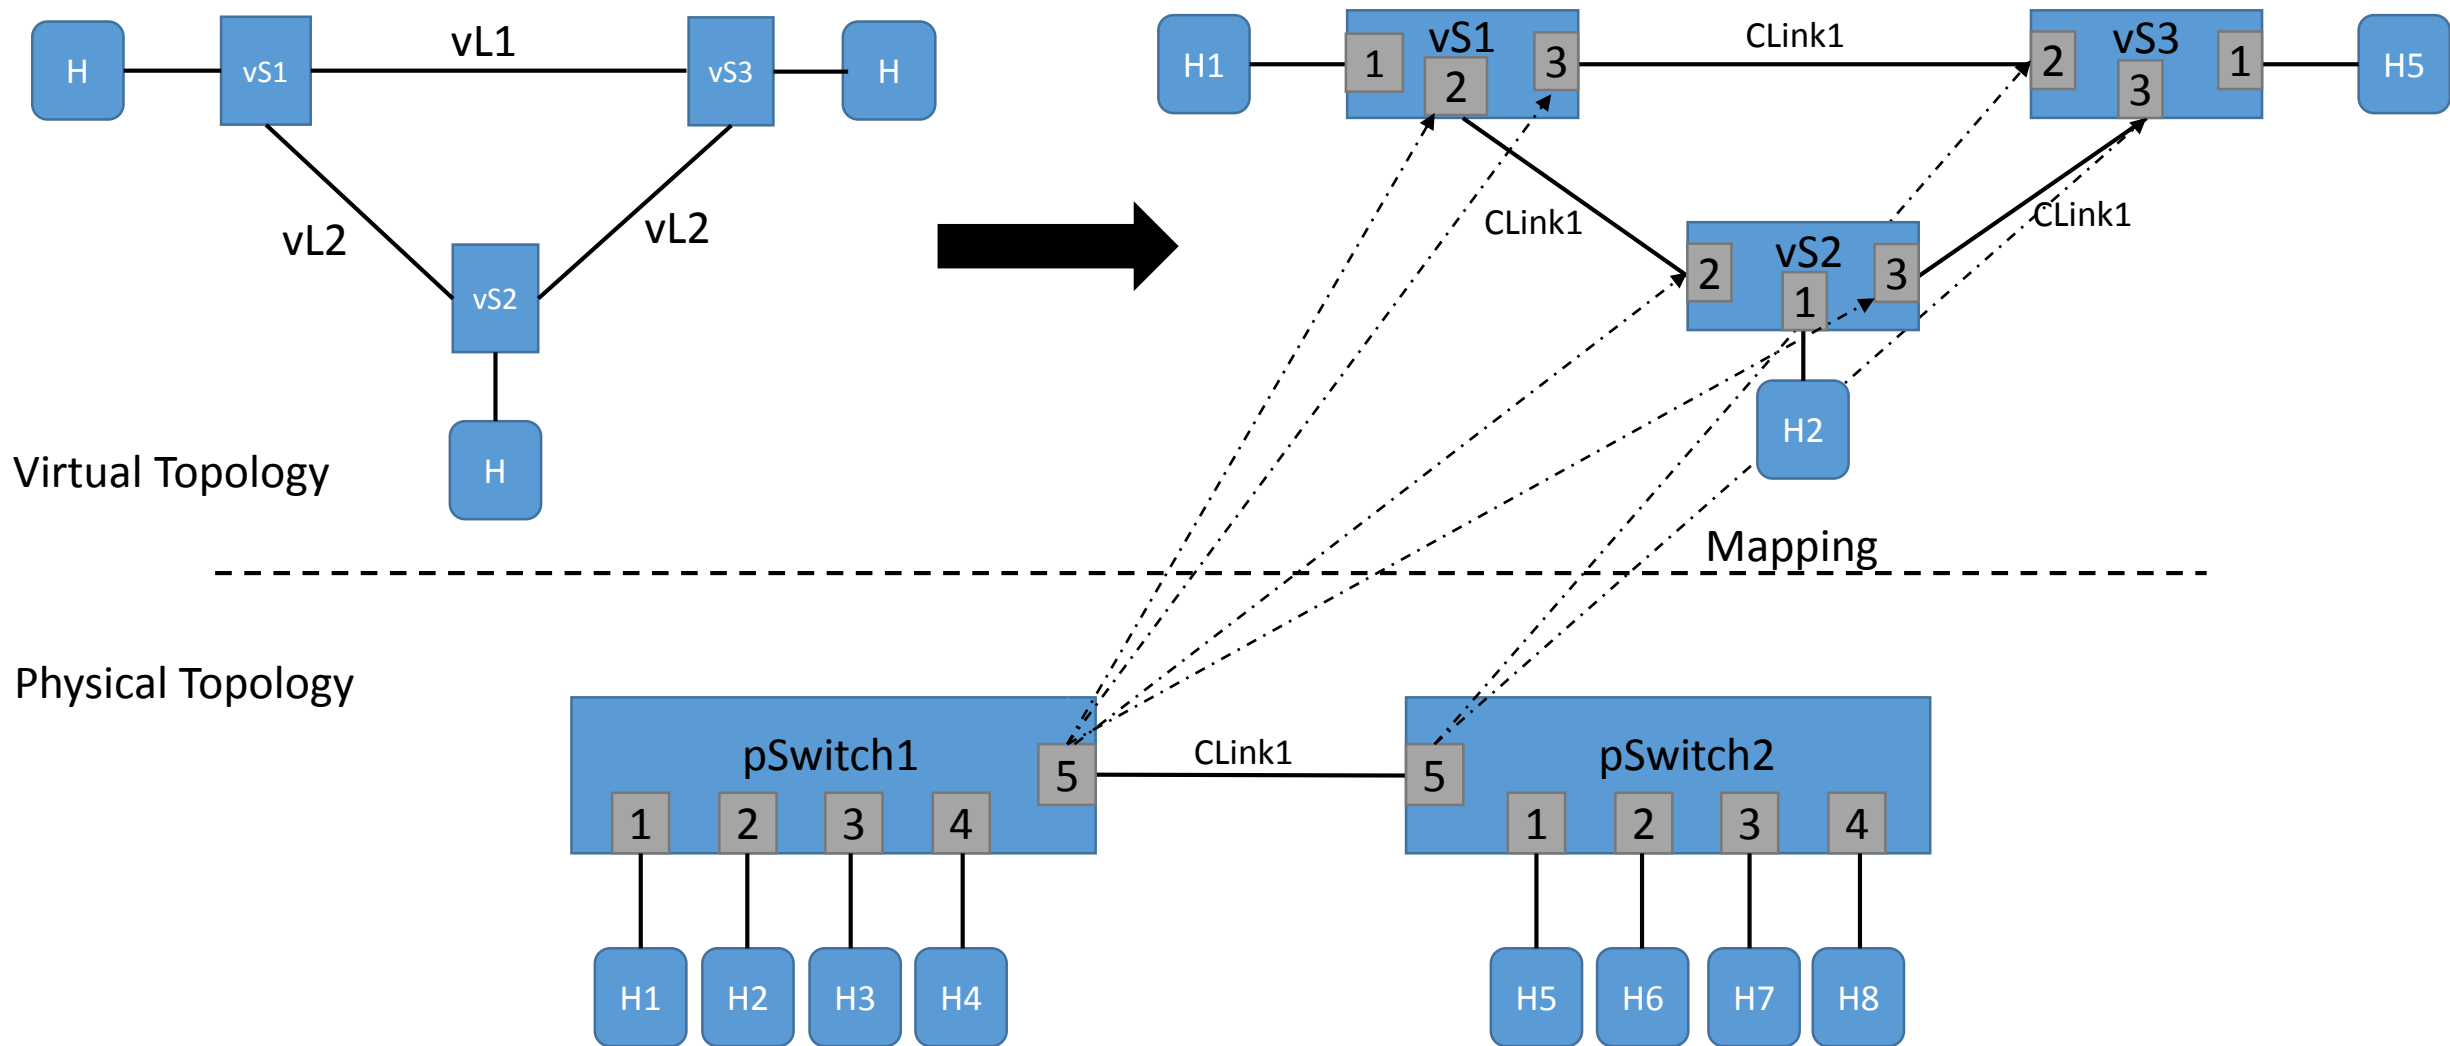 H
vS1
vL1
vS3
H
vL2
vL2
vS2
H
H1
1
vS1
2
3
CLink1
2
vS3
3
1
H5
CLink1
CLink1
2
vS2
1
3
H2
Virtual Topology
Mapping
Physical Topology
pSwitch1
5
CLink1
5
pSwitch2
1
2
3
4
1
2
3
4
H1
H2
H3
H4
H5
H6
H7
H8